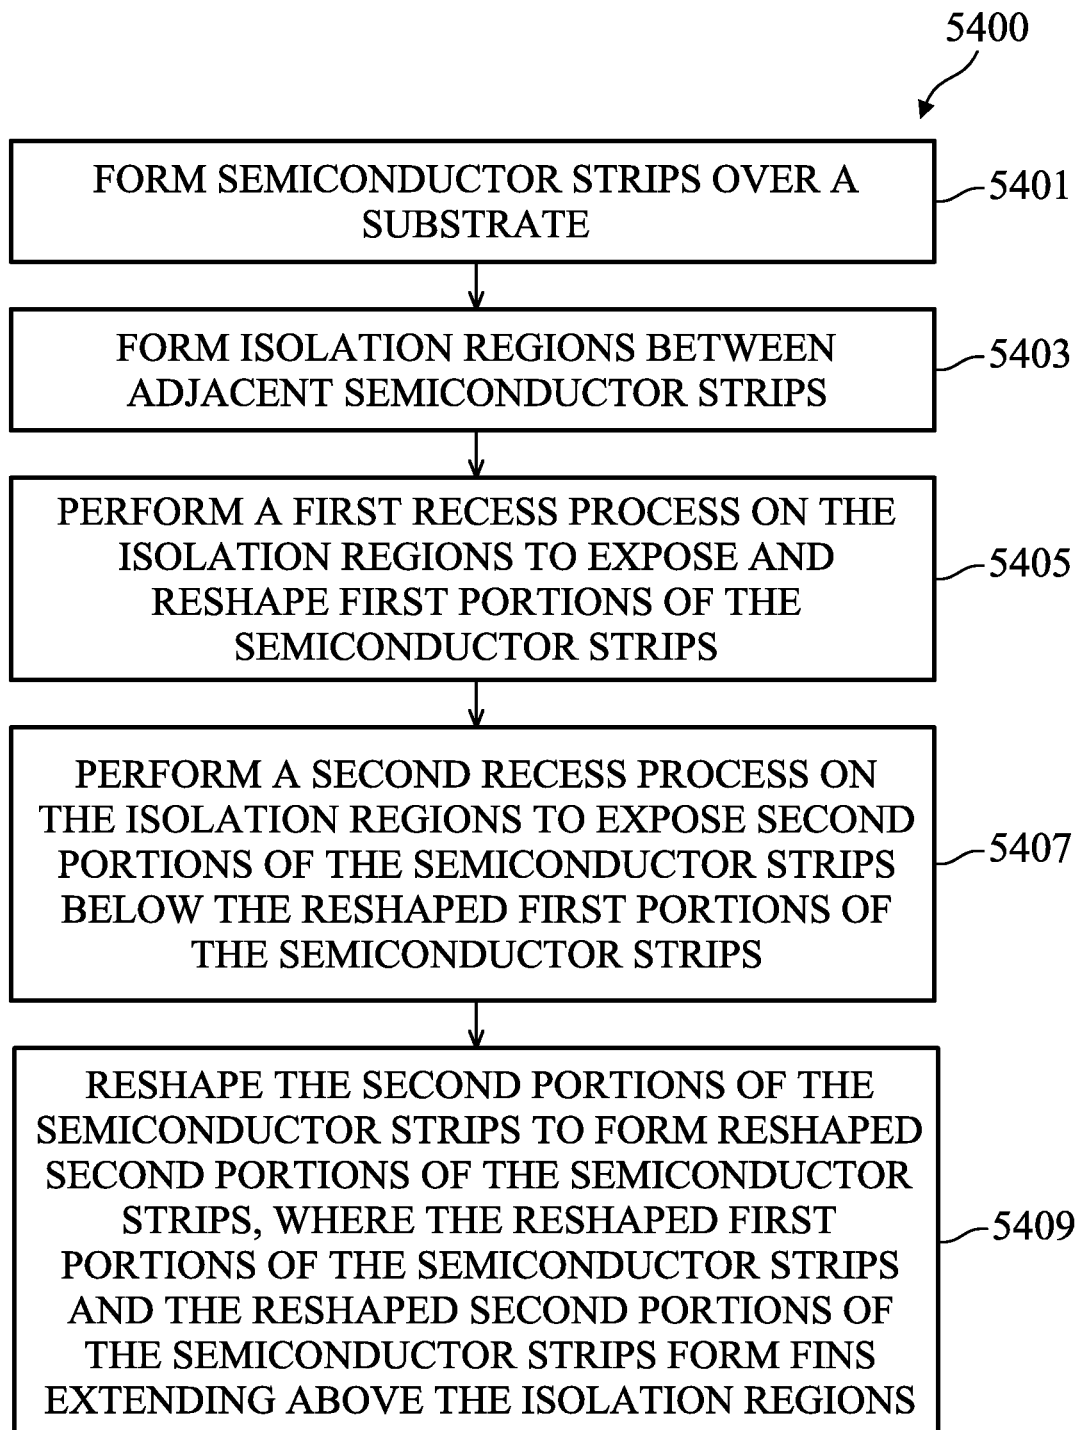 5400
FORM SEMICONDUCTOR STRIPS OVER A
SUBSTRATE
5401
FORM ISOLATION REGIONS BETWEEN
ADJACENT SEMICONDUCTOR STRIPS
5403
PERFORM A FIRST RECESS PROCESS ON THE
ISOLATION REGIONS TO EXPOSE AND
RESHAPE FIRST PORTIONS OF THE
SEMICONDUCTOR STRIPS
5405
PERFORM A SECOND RECESS PROCESS ON
THE ISOLATION REGIONS TO EXPOSE SECOND
PORTIONS OF THE SEMICONDUCTOR STRIPS
BELOW THE RESHAPED FIRST PORTIONS OF
THE SEMICONDUCTOR STRIPS
5407
RESHAPE THE SECOND PORTIONS OF THE
SEMICONDUCTOR STRIPS TO FORM RESHAPED
SECOND PORTIONS OF THE SEMICONDUCTOR
STRIPS, WHERE THE RESHAPED FIRST
PORTIONS OF THE SEMICONDUCTOR STRIPS
AND THE RESHAPED SECOND PORTIONS OF
THE SEMICONDUCTOR STRIPS FORM FINS
EXTENDING ABOVE THE ISOLATION REGIONS
5409